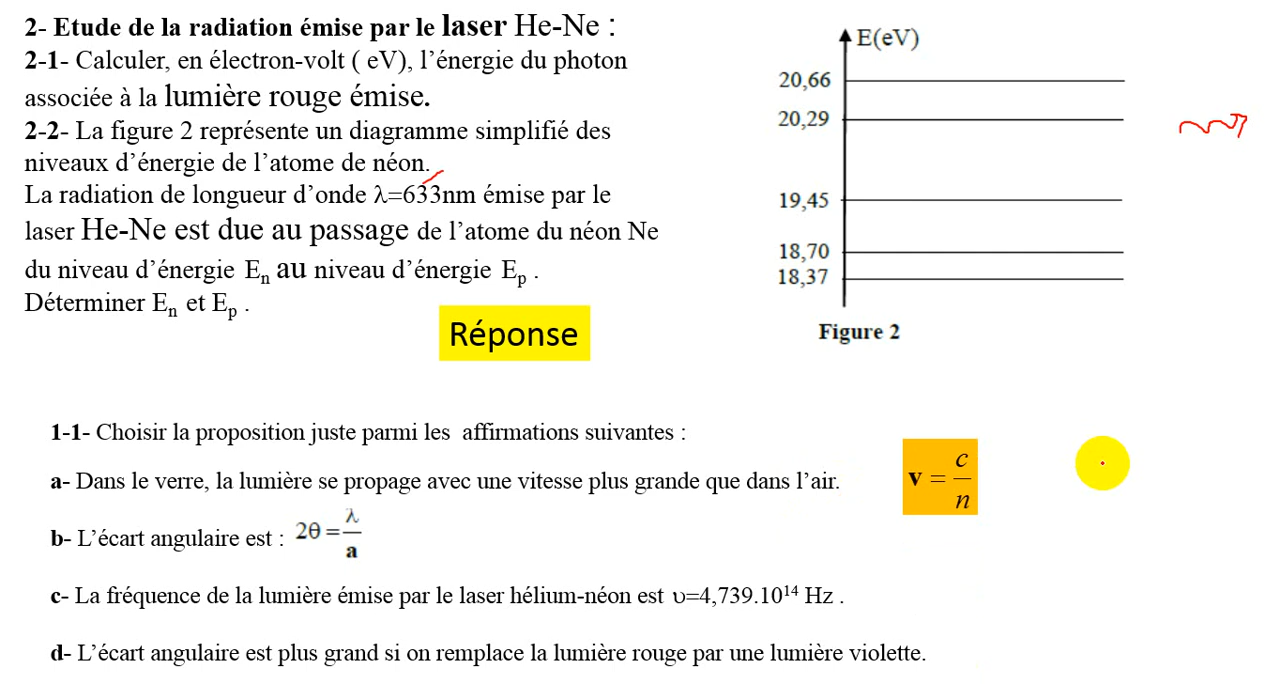 2- Etude de la radiation émise par le laser He-Ne :
2-1- Calculer, en électron-volt ( eV), l’énergie du photon
associée à la lumière rouge émise.
2-2- La figure 2 représente un diagramme simplifié des
niveaux d’énergie de l’atome de néon.
La radiation de longueur d’onde λ=633nm émise par le
laser He-Ne est due au passage de l’atome du néon Ne
du niveau d’énergie Eₙ au niveau d’énergie Eₚ .
Déterminer Eₙ et Eₚ .
E(eV)
20,66
20,29
19,45
18,70
18,37
Figure 2
Réponse
1-1- Choisir la proposition juste parmi les affirmations suivantes :
a- Dans le verre, la lumière se propage avec une vitesse plus grande que dans l’air.
v = c/n
b- L’écart angulaire est : 2θ = λ/a
c- La fréquence de la lumière émise par le laser hélium-néon est υ=4,739.10¹⁴ Hz .
d- L’écart angulaire est plus grand si on remplace la lumière rouge par une lumière violette.